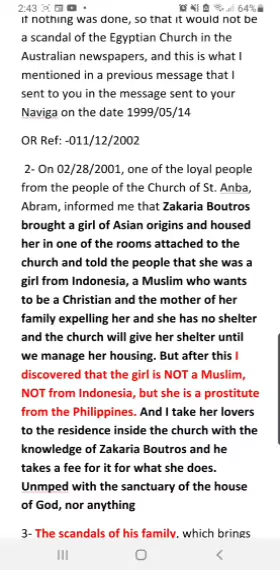 2:43
64%
if nothing was done, so that it would not be
a scandal of the Egyptian Church in the
Australian newspapers, and this is what I
mentioned in a previous message that I
sent to you in the message sent to your
Naviga on the date 1999/05/14
OR Ref: -011/12/2002
2- On 02/28/2001, one of the loyal people
from the people of the Church of St. Anba,
Abram, informed me that Zakaria Boutros
brought a girl of Asian origins and housed
her in one of the rooms attached to the
church and told the people that she was a
girl from Indonesia, a Muslim who wants
to be a Christian and the mother of her
family expelling her and she has no shelter
and the church will give her shelter until
we manage her housing. But after this I
discovered that the girl is NOT a Muslim,
NOT from Indonesia, but she is a prostitute
from the Philippines. And I take her lovers
to the residence inside the church with the
knowledge of Zakaria Boutros and he
takes a fee for it for what she does.
Unmped with the sanctuary of the house
of God, nor anything
3- The scandals of his family, which brings